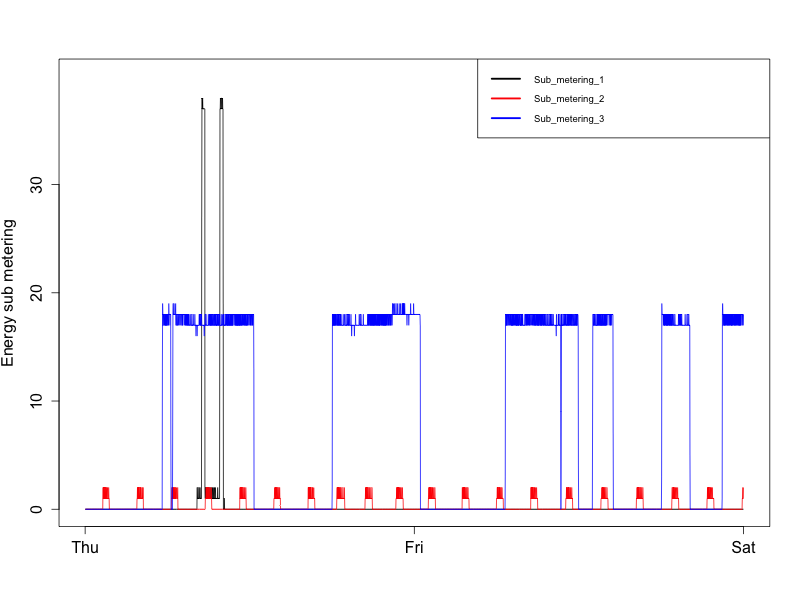 Sub_metering_1
Sub_metering_2
Sub_metering_3
Energy sub metering
30
20
10
0
Thu Fri Sat